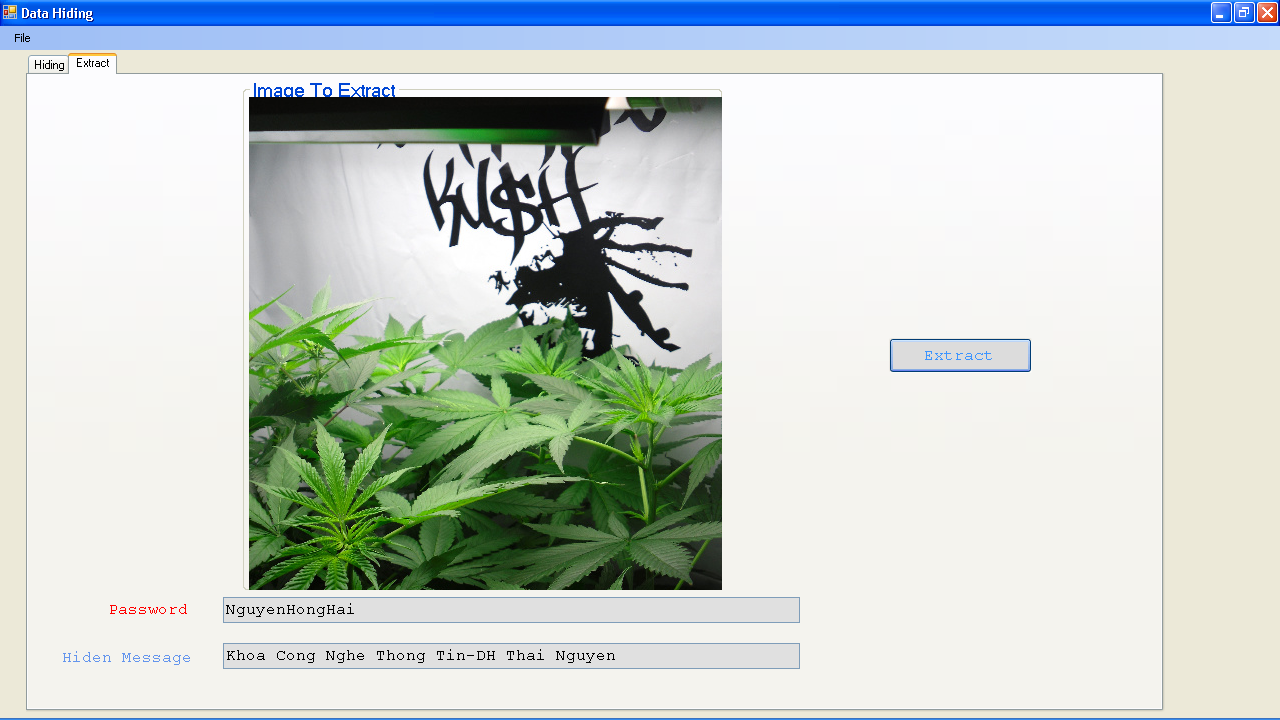 Data Hiding
File
Hiding Extract
Image To Extract
KU$H
Extract
Password NguyenHongHai
Hiden Message Khoa Cong Nghe Thong Tin-DH Thai Nguyen